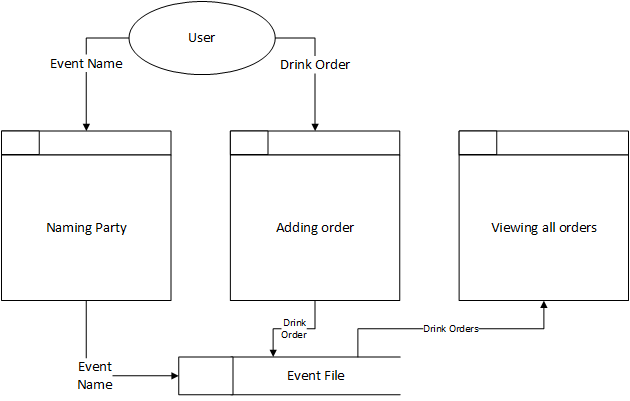 User
Event Name
Drink Order
Naming Party
Adding order
Viewing all orders
Drink
Order
Drink Orders
Event
Name
Event File